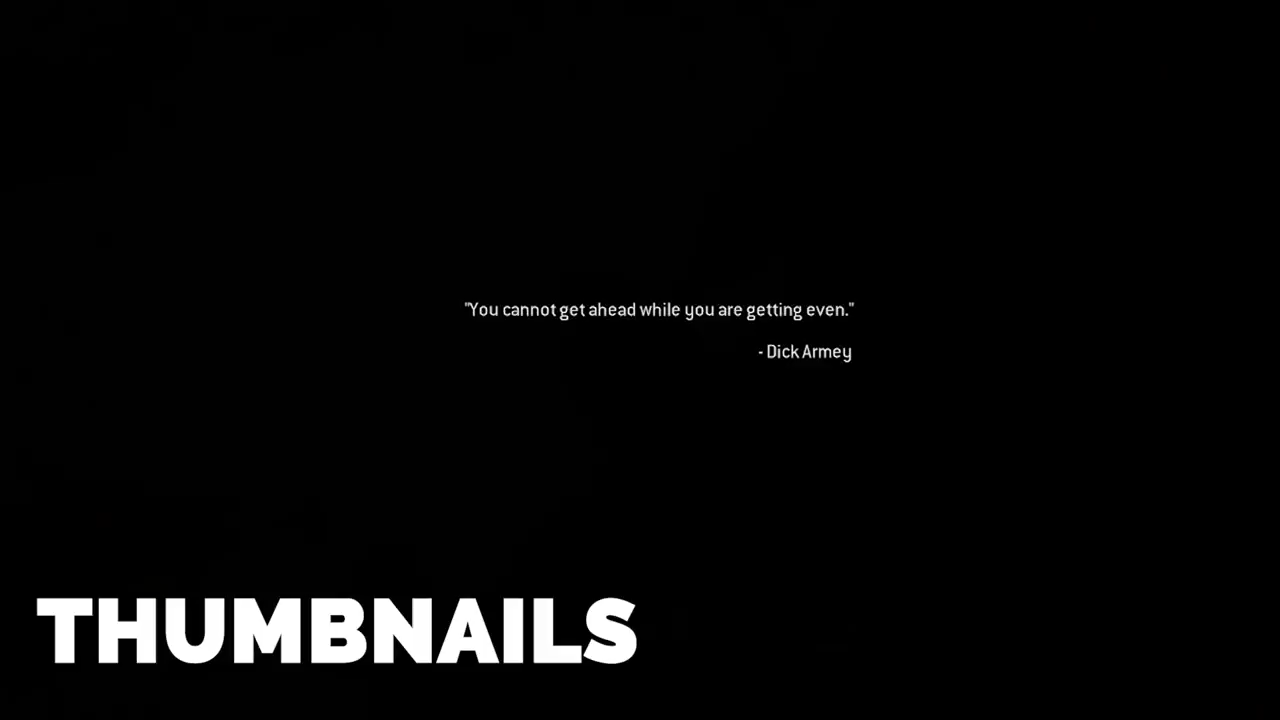 "You cannot get ahead while you are getting even."
- Dick Armey
THUMBNAILS